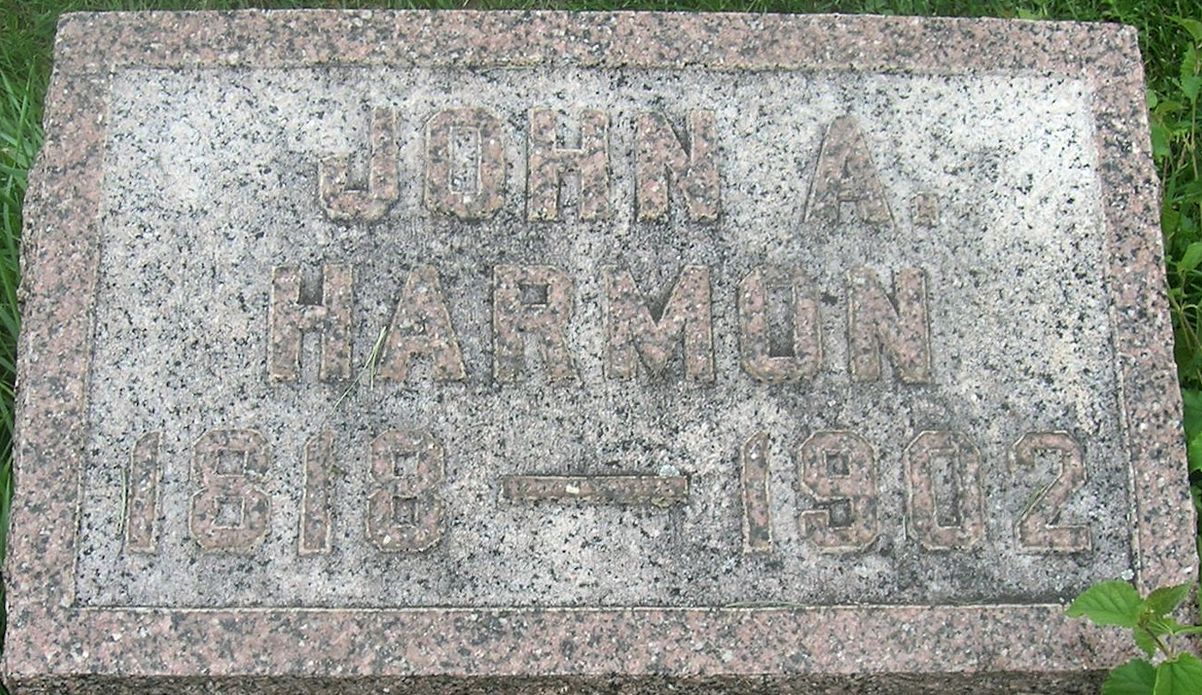 JOHN A.
HARMON
1818 — 1902